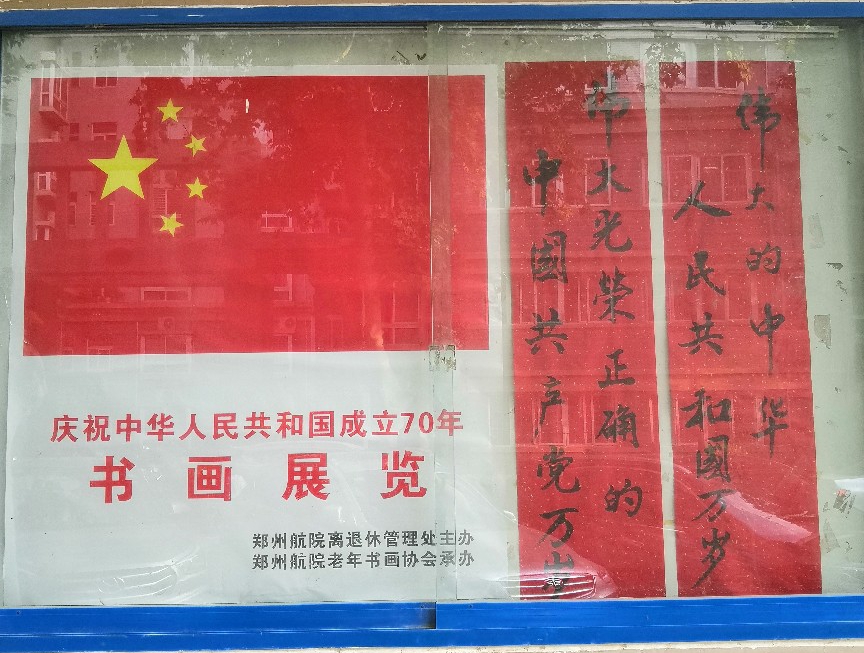 庆祝中华人民共和国成立70年
书画展览
郑州航院离退休管理处主办
郑州航院老年书画协会承办
伟大的中华
人民共和國万岁
伟大光荣正确的
中國共产党万岁